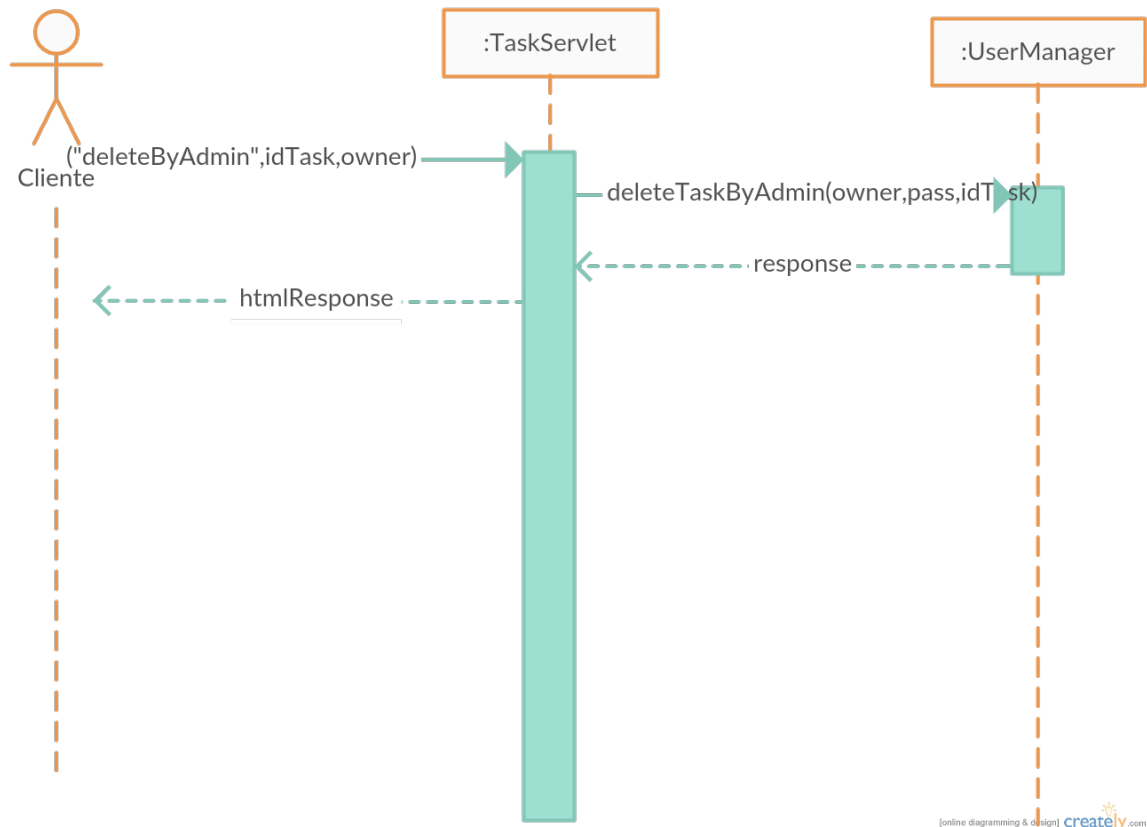 :TaskServlet
:UserManager
("deleteByAdmin",idTask,owner)
Cliente
deleteTaskByAdmin(owner,pass,idTask)
response
htmlResponse
[online diagramming & design] creately.com